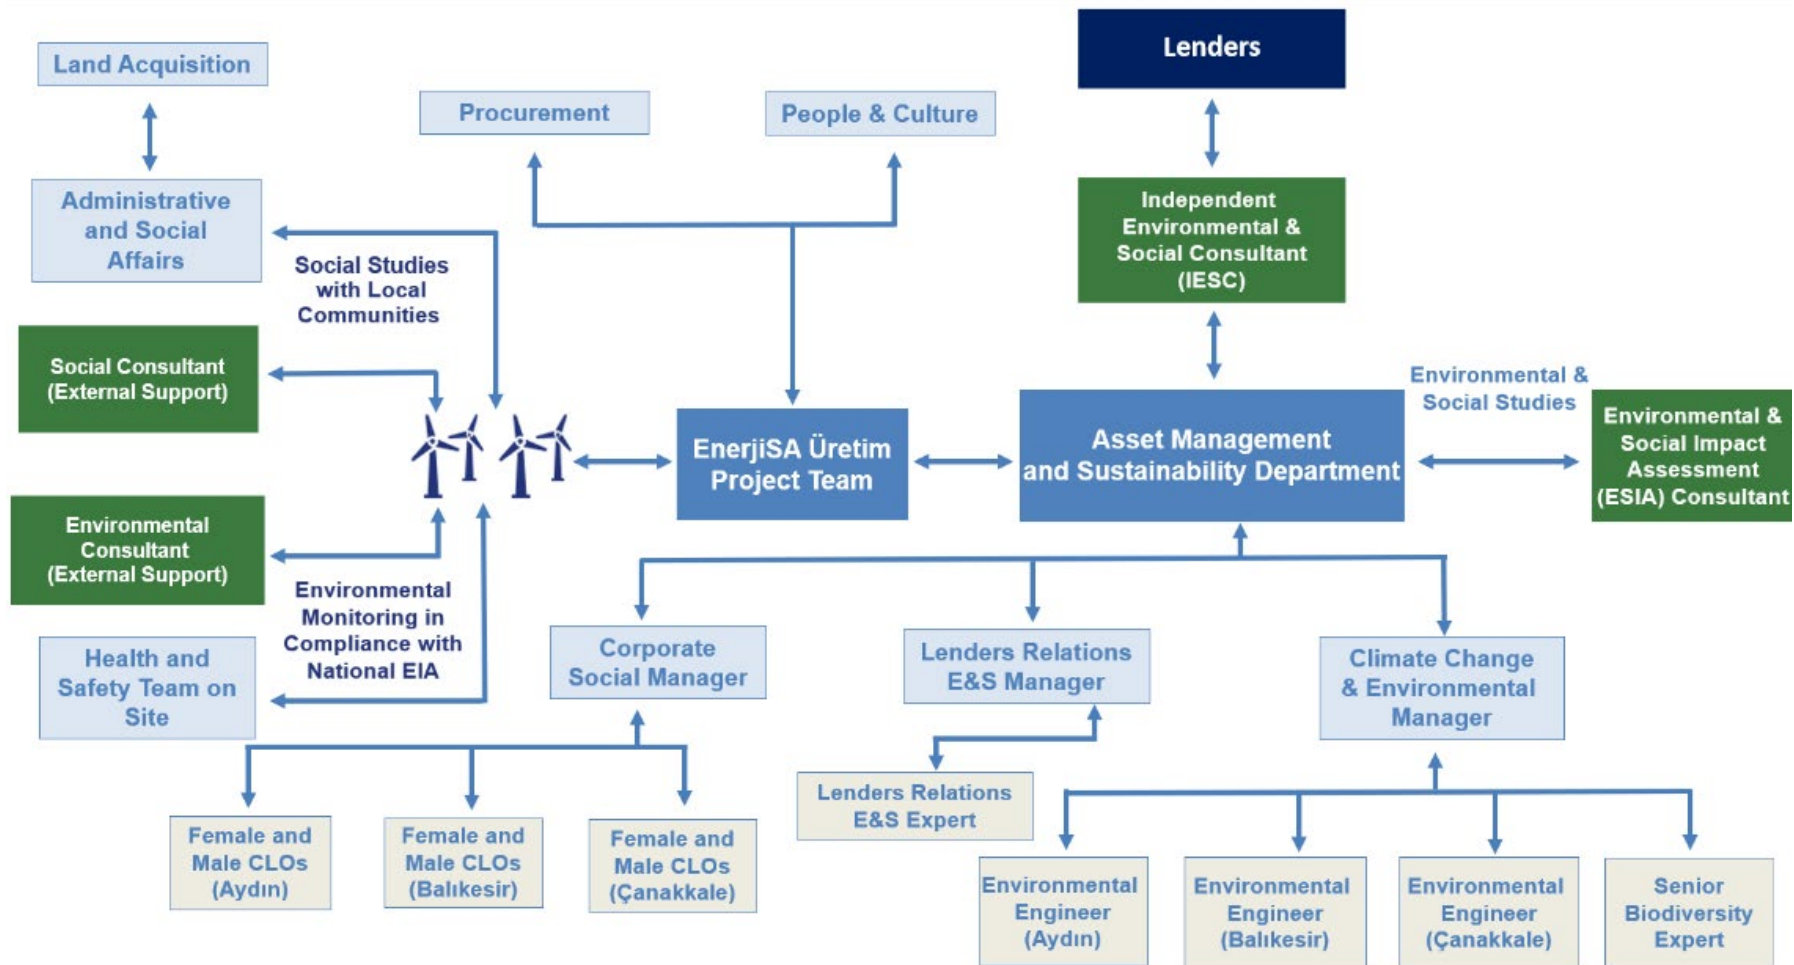 Land Acquisition
Procurement
People & Culture
Lenders
Administrative
and Social
Affairs
Social Studies
with Local
Communities
Independent
Environmental &
Social Consultant
(IESC)
Social Consultant
(External Support)
EnerjiSA Üretim
Project Team
Asset Management
and Sustainability Department
Environmental &
Social Studies
Environmental &
Social Impact
Assessment
(ESIA) Consultant
Environmental
Consultant
(External Support)
Environmental
Monitoring in
Compliance with
National EIA
Health and
Safety Team on
Site
Corporate
Social Manager
Lenders Relations
E&S Manager
Climate Change
& Environmental
Manager
Female and
Male CLOs
(Aydın)
Female and
Male CLOs
(Balıkesir)
Female and
Male CLOs
(Çanakkale)
Lenders Relations
E&S Expert
Environmental
Engineer
(Aydın)
Environmental
Engineer
(Balıkesir)
Environmental
Engineer
(Çanakkale)
Senior
Biodiversity
Expert